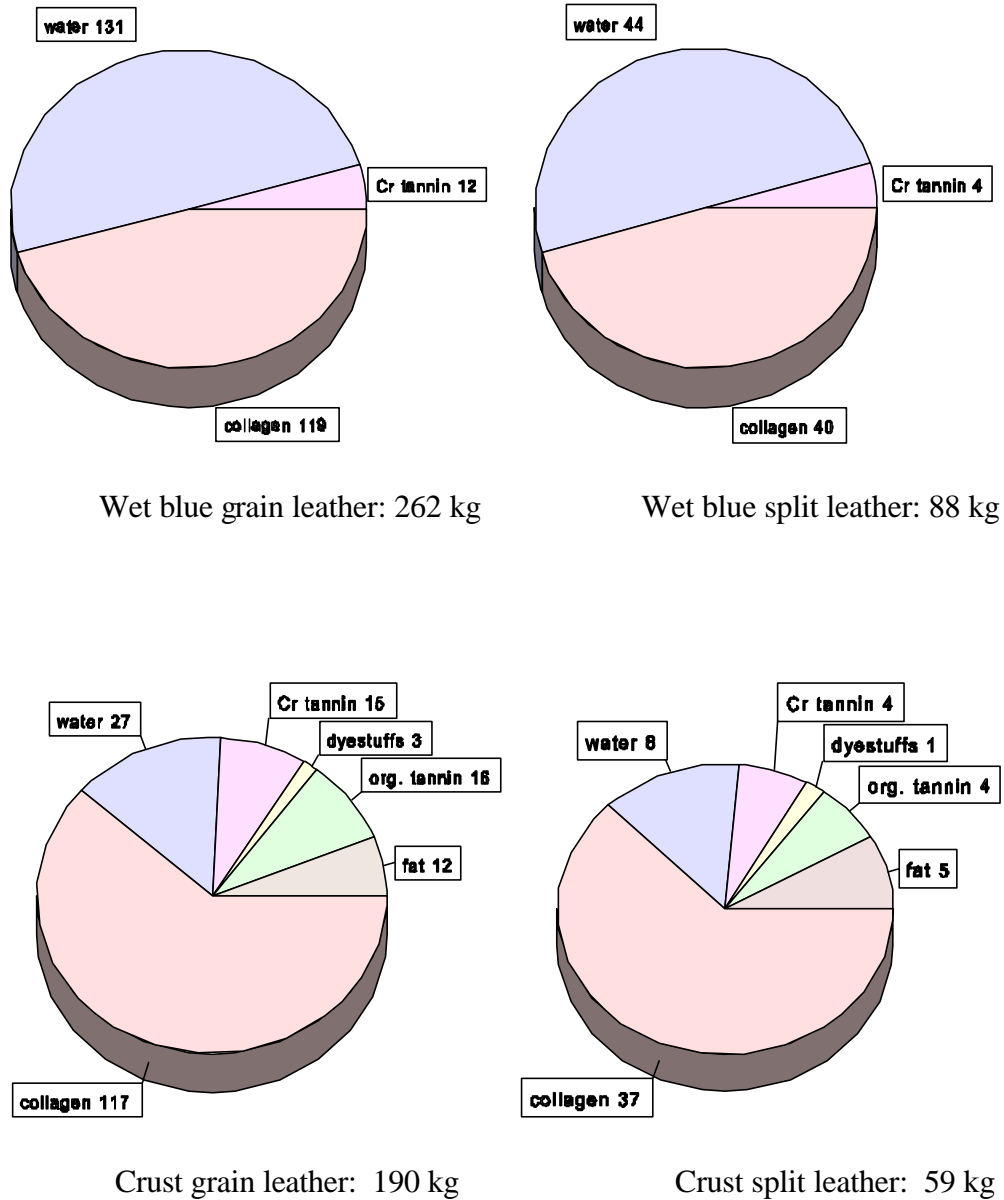 water 131
water 44
Cr tannin 12
Cr tannin 4
collagen 119
collagen 40
Wet blue grain leather: 262 kg
Wet blue split leather: 88 kg
Cr tannin 15
Cr tannin 4
water 27
dyestuffs 3
water 8
dyestuffs 1
org. tannin 16
org. tannin 4
fat 12
fat 5
collagen 117
collagen 37
Crust grain leather: 190 kg
Crust split leather: 59 kg